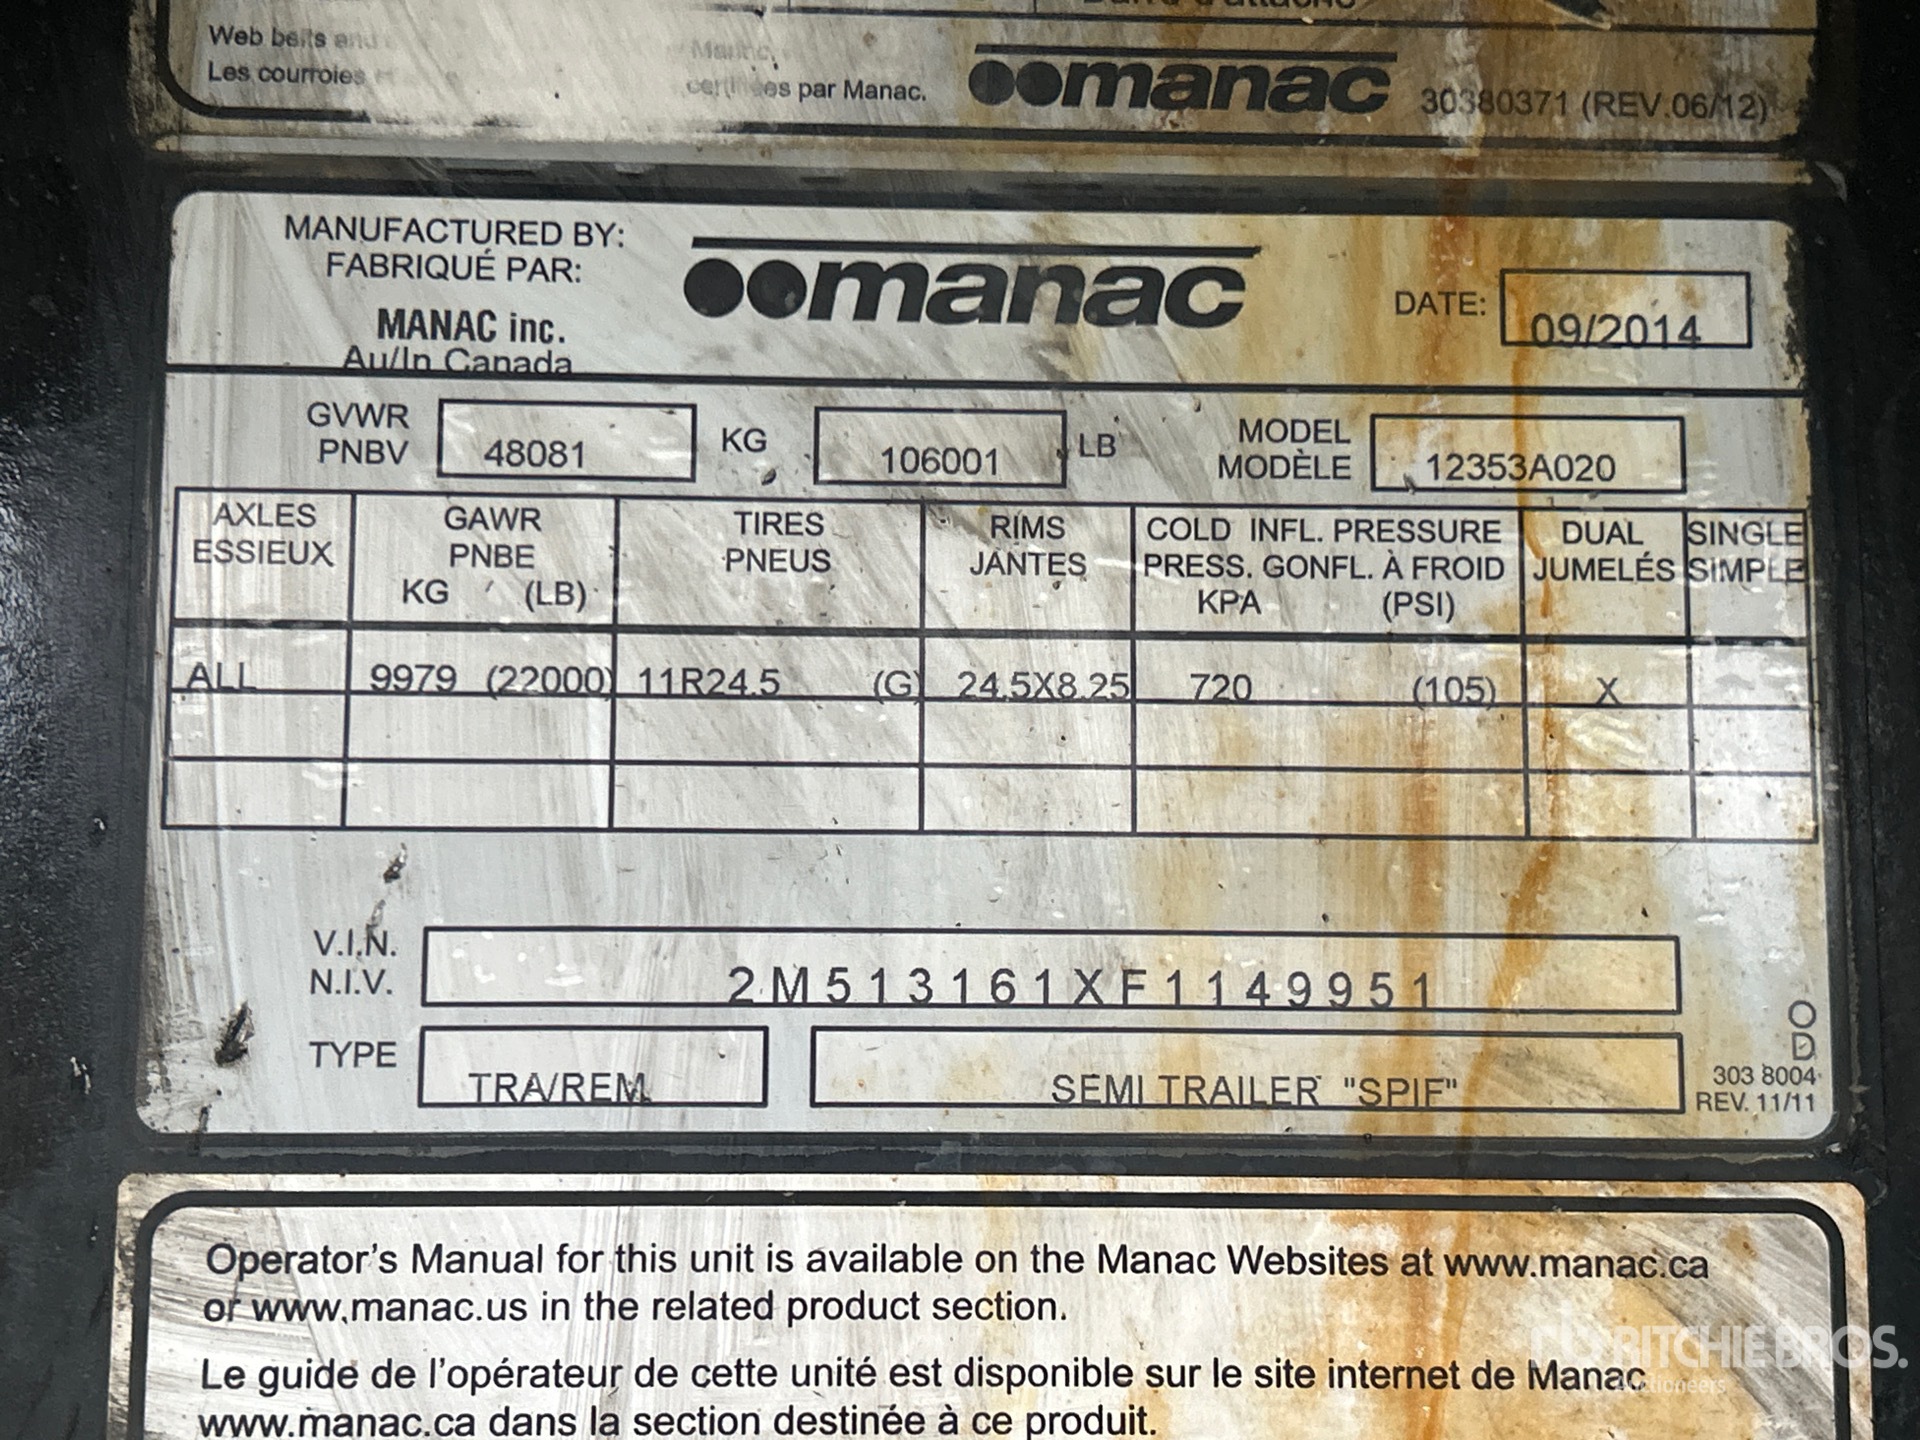 Web belts and
Les courroies
Manac,
certifiées par Manac.
manac
30380371 (REV.06/12)
MANUFACTURED BY:
FABRIQUÉ PAR:
MANAC inc.
Au/In Canada
manac
DATE: 09/2014
GVWR
PNBV
48081 KG
106001 LB
MODEL
MODÈLE
12353A020
AXLES
ESSIEUX
GAWR
PNBE
KG (LB)
TIRES
PNEUS
RIMS
JANTES
COLD INFL. PRESSURE
PRESS. GONFL. À FROID
KPA (PSI)
DUAL
JUMELÉS
SINGLE
SIMPLE
ALL 9979 (22000) 11R24.5 (G) 24.5X8.25 720 (105) X
V.I.N.
N.I.V.
2M513161XF1149951
TYPE TRA/REM SEMI TRAILER "SPIF"
O
D
303 8004
REV. 11/11
Operator's Manual for this unit is available on the Manac Websites at www.manac.ca
or www.manac.us in the related product section.
Le guide de l'opérateur de cette unité est disponible sur le site internet de Manac
www.manac.ca dans la section destinée à ce produit.
rb RITCHIE BROS.
Auctioneers